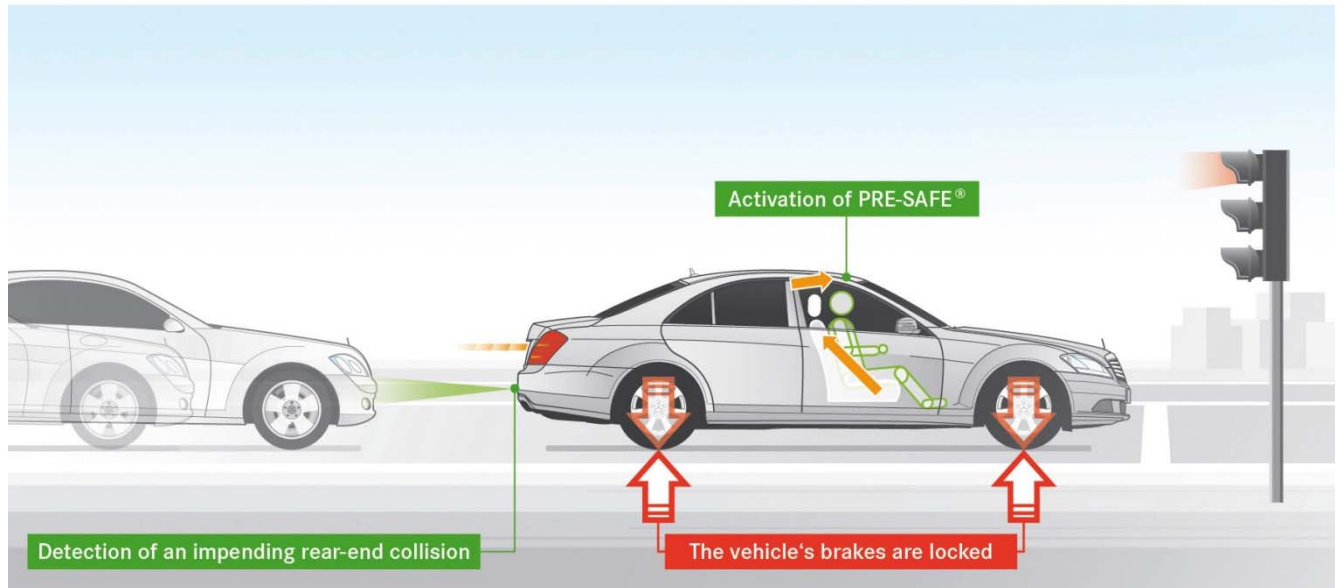 Activation of PRE-SAFE®
Detection of an impending rear-end collision
The vehicle‘s brakes are locked